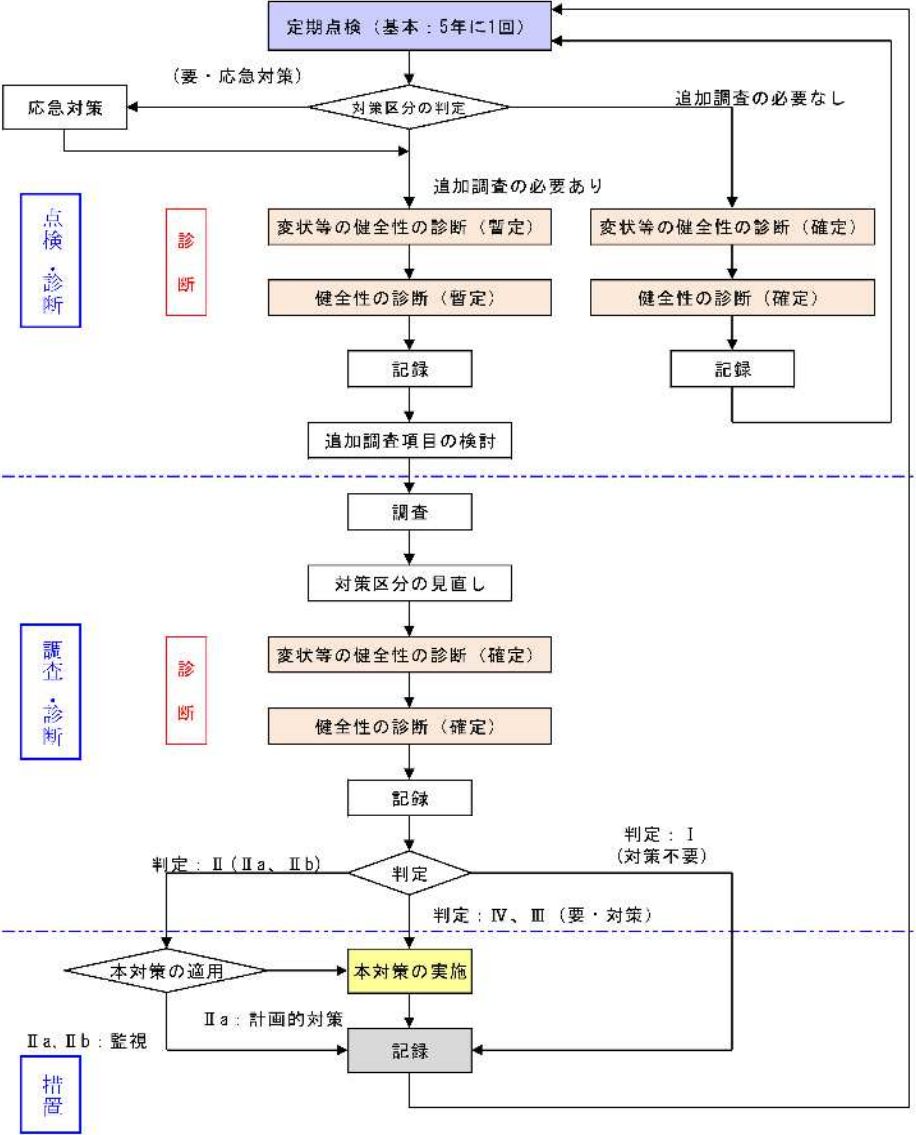 定期点検（基本：5年に1回）
（要・応急対策）
応急対策
対策区分の判定
追加調査の必要なし
追加調査の必要あり
点検・診断
診断
変状等の健全性の診断（暫定）
変状等の健全性の診断（確定）
健全性の診断（暫定）
健全性の診断（確定）
記録
記録
追加調査項目の検討
調査
対策区分の見直し
調査・診断
診断
変状等の健全性の診断（確定）
健全性の診断（確定）
記録
判定：Ⅰ
（対策不要）
判定：Ⅱ（Ⅱa、Ⅱb）
判定
判定：Ⅳ、Ⅲ（要・対策）
本対策の適用
本対策の実施
Ⅱa：計画的対策
Ⅱa、Ⅱb：監視
記録
措置